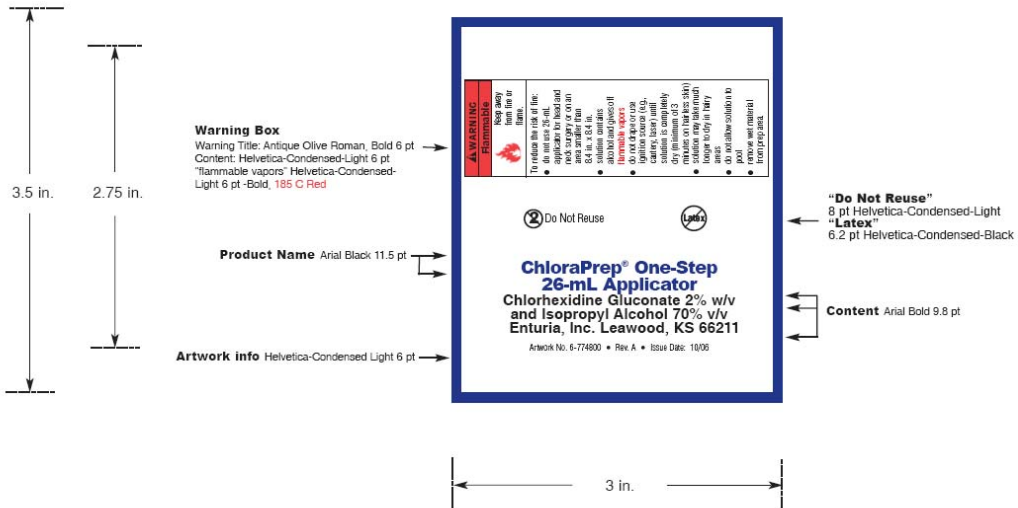 3.5 in.
2.75 in.
Warning Box
Warning Title: Antique Olive Roman, Bold 6 pt
Content: Helvetica-Condensed-Light 6 pt
"flammable vapors" Helvetica-Condensed-
Light 6 pt -Bold, 185 C Red
Product Name Arial Black 11.5 pt
Artwork info Helvetica-Condensed Light 6 pt
WARNING
Flammable
Keep away
from fire or
flame.
To reduce the risk of fire:
• do not use 26-mL
applicator for head and
neck surgery or on an
area smaller than
8.4 in. x 8.4 in.
• solution contains
alcohol and gives off
flammable vapors
• do not drape or use
ignition source (e.g.,
cautery, laser) until
solution is completely
dry (minimum of 3
minutes on hairless skin)
• solution may take much
longer to dry in hairy
areas
• do not allow solution to
pool
• remove wet material
from prep area.
2 Do Not Reuse
Latex
ChloraPrep® One-Step
26-mL Applicator
Chlorhexidine Gluconate 2% w/v
and Isopropyl Alcohol 70% v/v
Enturia, Inc. Leawood, KS 66211
Artwork No. 6-774800 • Rev. A • Issue Date: 10/06
"Do Not Reuse"
8 pt Helvetica-Condensed-Light
"Latex"
6.2 pt Helvetica-Condensed-Black
Content Arial Bold 9.8 pt
3 in.